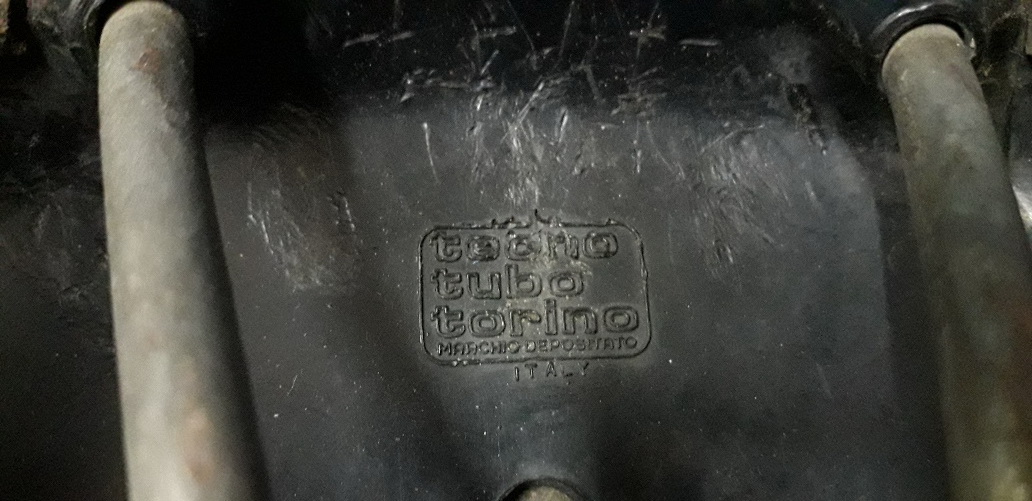 tecno
tubo
torino
MARCHIO DEPOSITATO
ITALY